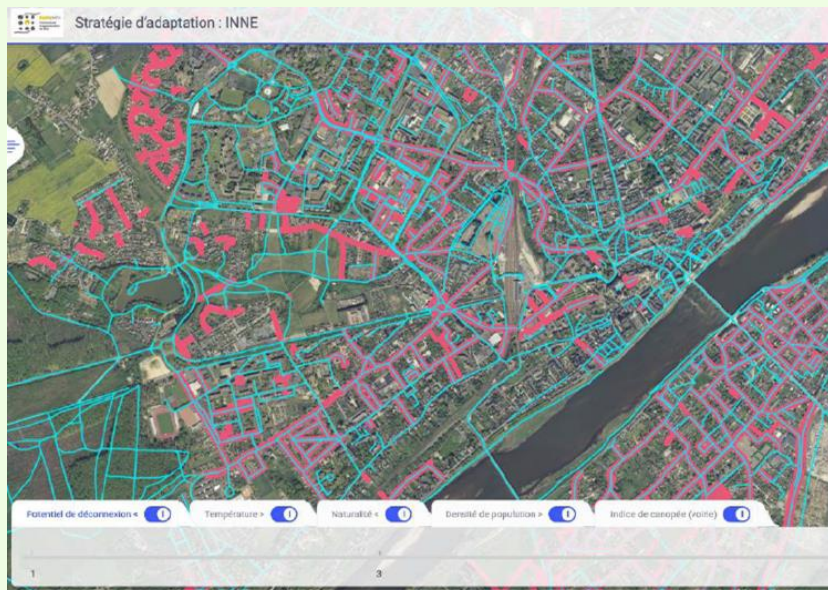 Stratégie d'adaptation : INNE
Potentiel de déconnexion < Température > Naturalité < Densité de population > Indice de canopée (voirie)
1 3